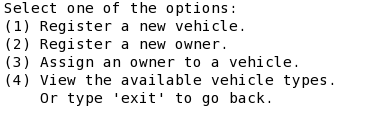 Select one of the options:
(1) Register a new vehicle.
(2) Register a new owner.
(3) Assign an owner to a vehicle.
(4) View the available vehicle types.
    Or type 'exit' to go back.